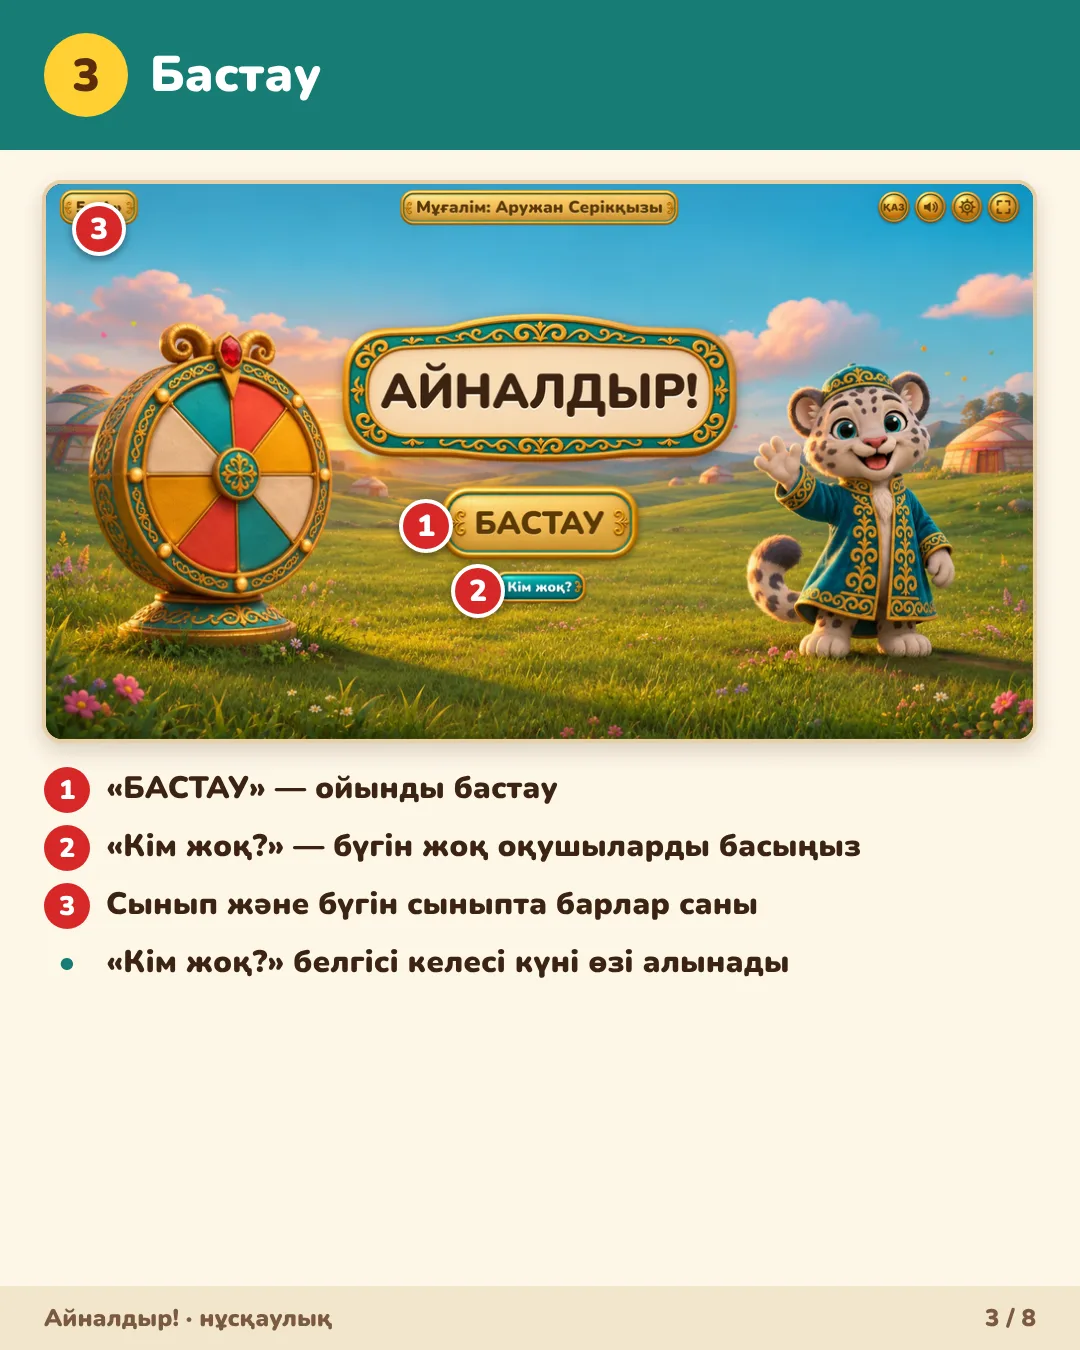 3 Бастау
3
Мұғалім: Аружан Серікқызы
ҚАЗ
АЙНАЛДЫР!
1 БАСТАУ
2 Кім жоқ?
1 «БАСТАУ» — ойынды бастау
2 «Кім жоқ?» — бүгін жоқ оқушыларды басыңыз
3 Сынып және бүгін сыныпта барлар саны
• «Кім жоқ?» белгісі келесі күні өзі алынады
Айналдыр! · нұсқаулық
3 / 8